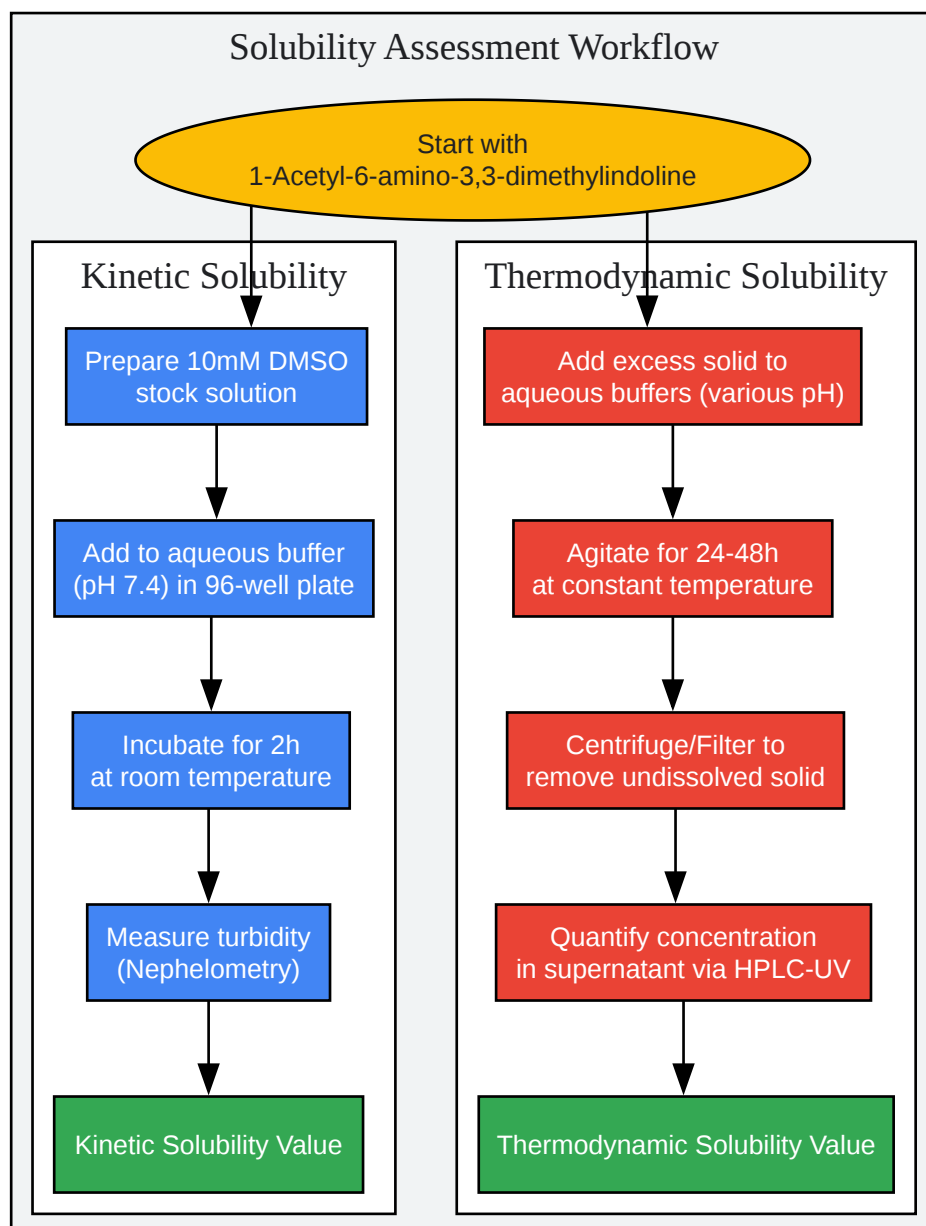 Solubility Assessment Workflow
Start with
1-Acetyl-6-amino-3,3-dimethylindoline
Kinetic Solubility
Prepare 10mM DMSO
stock solution
Add to aqueous buffer
(pH 7.4) in 96-well plate
Incubate for 2h
at room temperature
Measure turbidity
(Nephelometry)
Kinetic Solubility Value
Thermodynamic Solubility
Add excess solid to
aqueous buffers (various pH)
Agitate for 24-48h
at constant temperature
Centrifuge/Filter to
remove undissolved solid
Quantify concentration
in supernatant via HPLC-UV
Thermodynamic Solubility Value